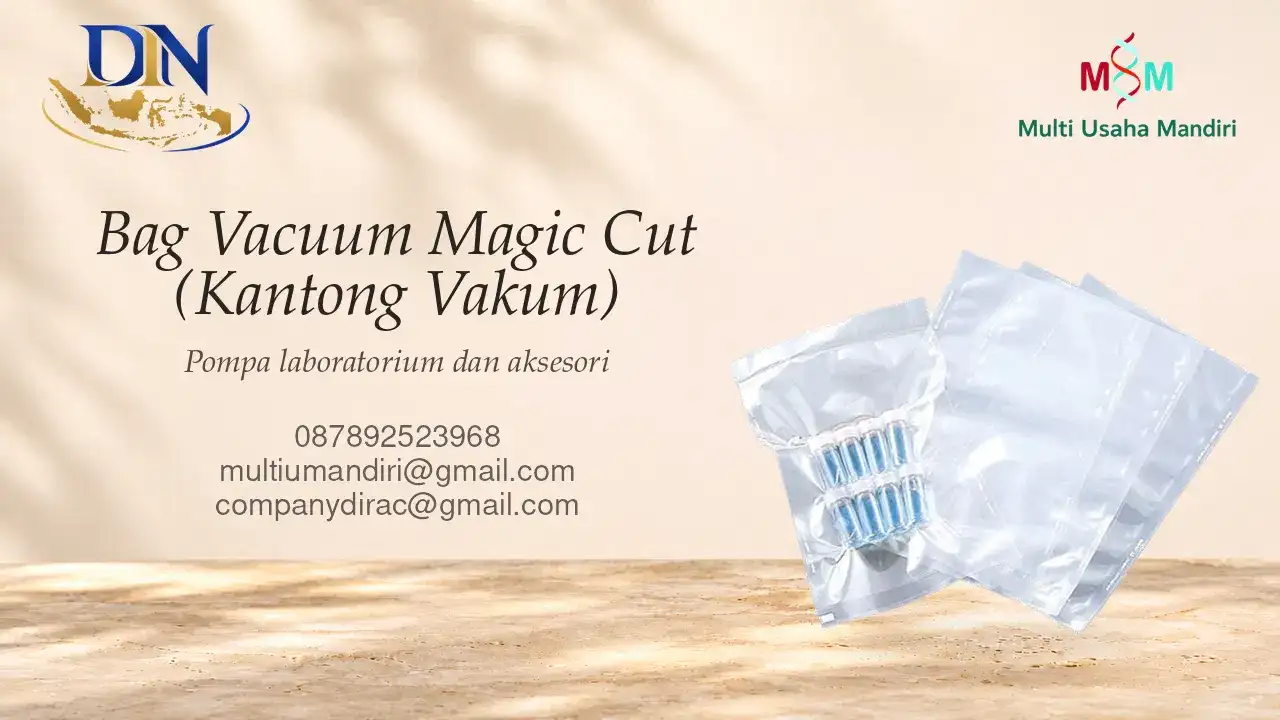 DIN
MSM
Multi Usaha Mandiri
Bag Vacuum Magic Cut
(Kantong Vakum)
Pompa laboratorium dan aksesori
087892523968
multiumandiri@gmail.com
companydirac@gmail.com